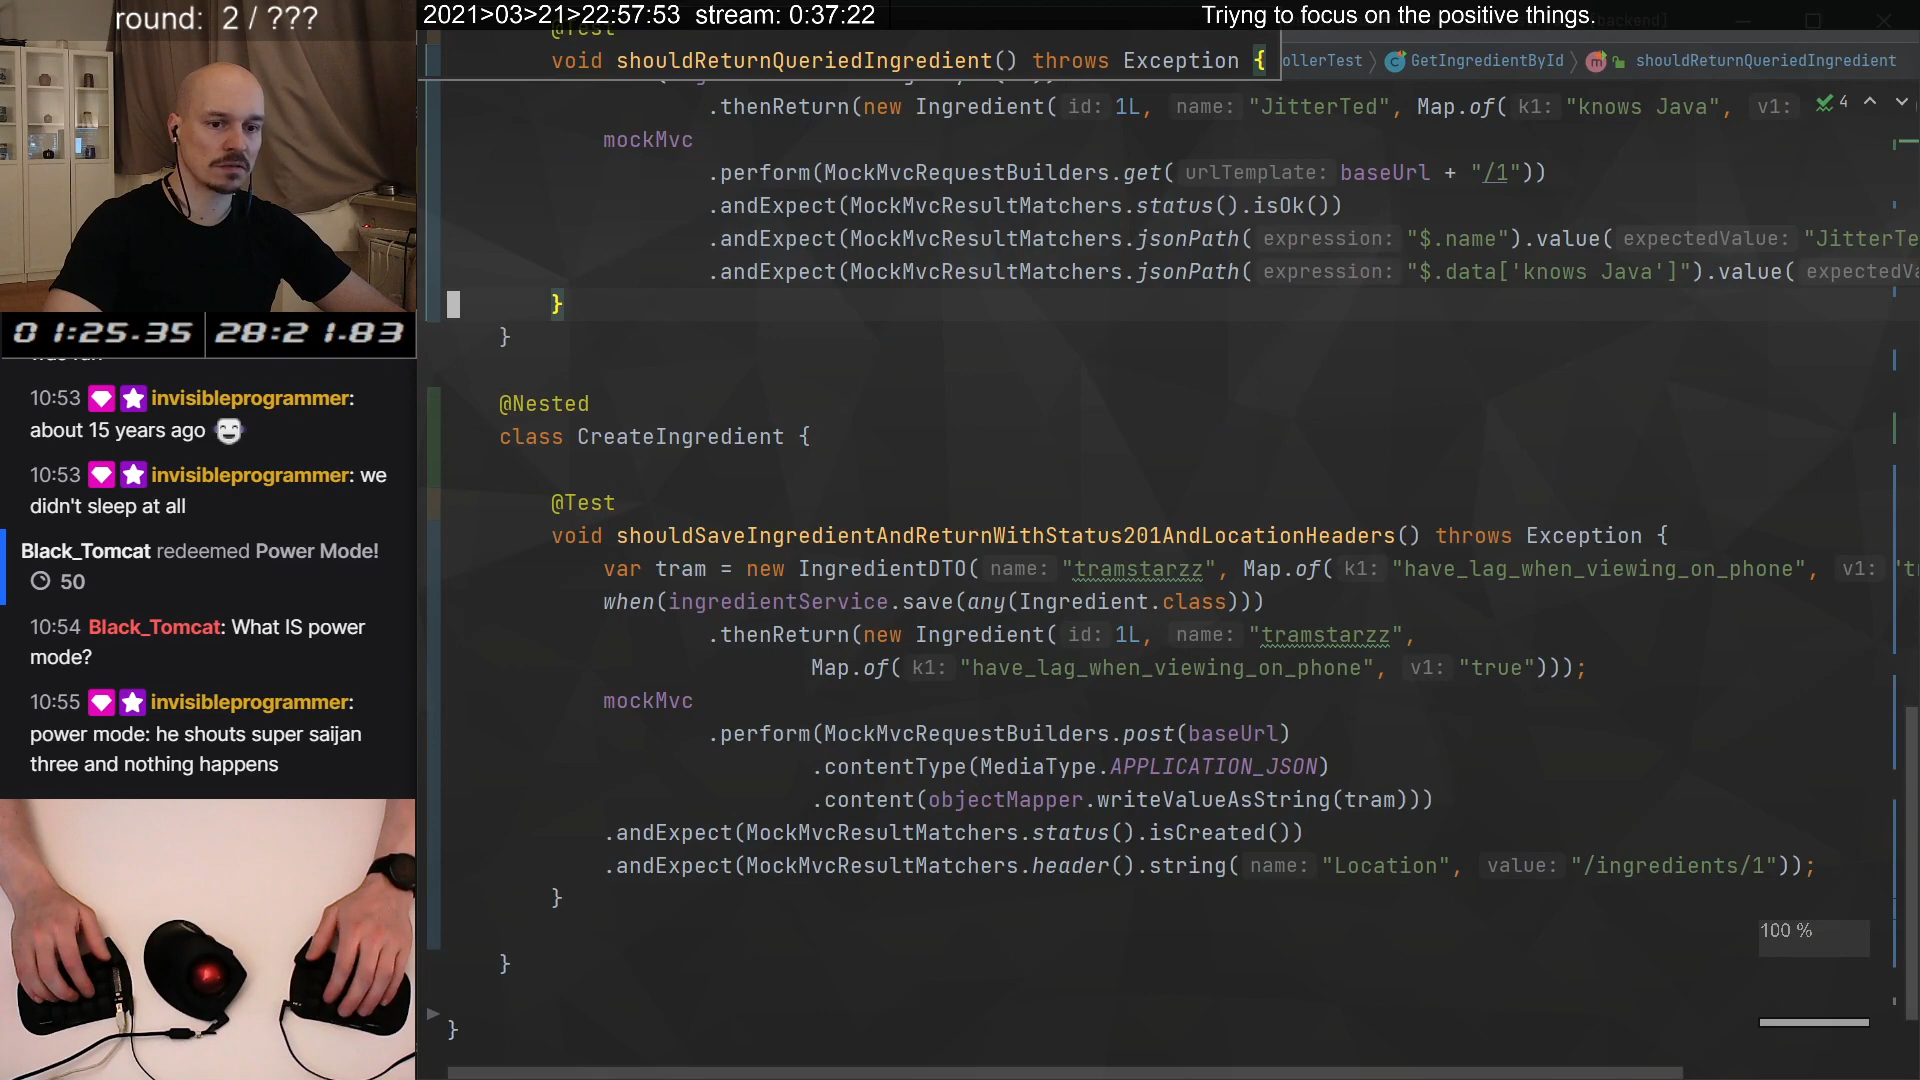 round: 2 / ???
2021>03>21>22:57:53 stream: 0:37:22
Triyng to focus on the positive things.
backend]
@Test
void shouldReturnQueriedIngredient() throws Exception {
ollerTest > GetIngredientById > shouldReturnQueriedIngredient
.thenReturn(new Ingredient( id: 1L, name: "JitterTed", Map.of( k1: "knows Java", v1:
4
mockMvc
.perform(MockMvcRequestBuilders.get( urlTemplate: baseUrl + "/1"))
.andExpect(MockMvcResultMatchers.status().isOk())
.andExpect(MockMvcResultMatchers.jsonPath( expression: "$.name").value( expectedValue: "JitterTe
.andExpect(MockMvcResultMatchers.jsonPath( expression: "$.data['knows Java']").value( expectedVa
}
}
@Nested
class CreateIngredient {
@Test
void shouldSaveIngredientAndReturnWithStatus201AndLocationHeaders() throws Exception {
var tram = new IngredientDTO( name: "tramstarzz", Map.of( k1: "have_lag_when_viewing_on_phone", v1: "t
when(ingredientService.save(any(Ingredient.class)))
.thenReturn(new Ingredient( id: 1L, name: "tramstarzz",
Map.of( k1: "have_lag_when_viewing_on_phone", v1: "true")));
mockMvc
.perform(MockMvcRequestBuilders.post(baseUrl)
.contentType(MediaType.APPLICATION_JSON)
.content(objectMapper.writeValueAsString(tram)))
.andExpect(MockMvcResultMatchers.status().isCreated())
.andExpect(MockMvcResultMatchers.header().string( name: "Location", value: "/ingredients/1"));
}
}
}
100 %
0 1:25.35
28:21.83
10:53 invisibleprogrammer:
about 15 years ago
10:53 invisibleprogrammer: we
didn't sleep at all
Black_Tomcat redeemed Power Mode!
50
10:54 Black_Tomcat: What IS power
mode?
10:55 invisibleprogrammer:
power mode: he shouts super saijan
three and nothing happens